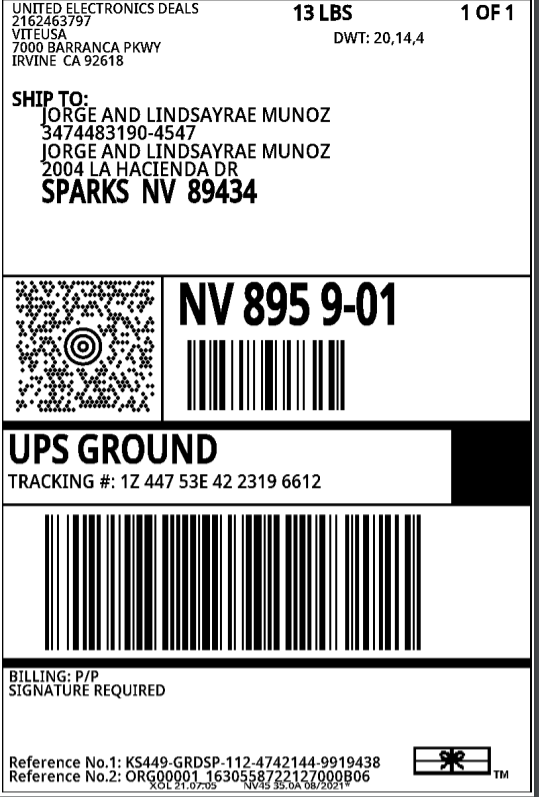 UNITED ELECTRONICS DEALS
2162463797
VITEUSA
7000 BARRANCA PKWY
IRVINE CA 92618
13 LBS
1 OF 1
DWT: 20,14,4
SHIP TO:
JORGE AND LINDSAYRAE MUNOZ
3474483190-4547
JORGE AND LINDSAYRAE MUNOZ
2004 LA HACIENDA DR
SPARKS NV 89434
NV 895 9-01
UPS GROUND
TRACKING #: 1Z 447 53E 42 2319 6612
BILLING: P/P
SIGNATURE REQUIRED
Reference No.1: KS449-GRDSP-112-4742144-9919438
Reference No.2: ORG00001_1630558722127000B06
XOL 21.07.05 NV45 35.0A 08/2021*
TM